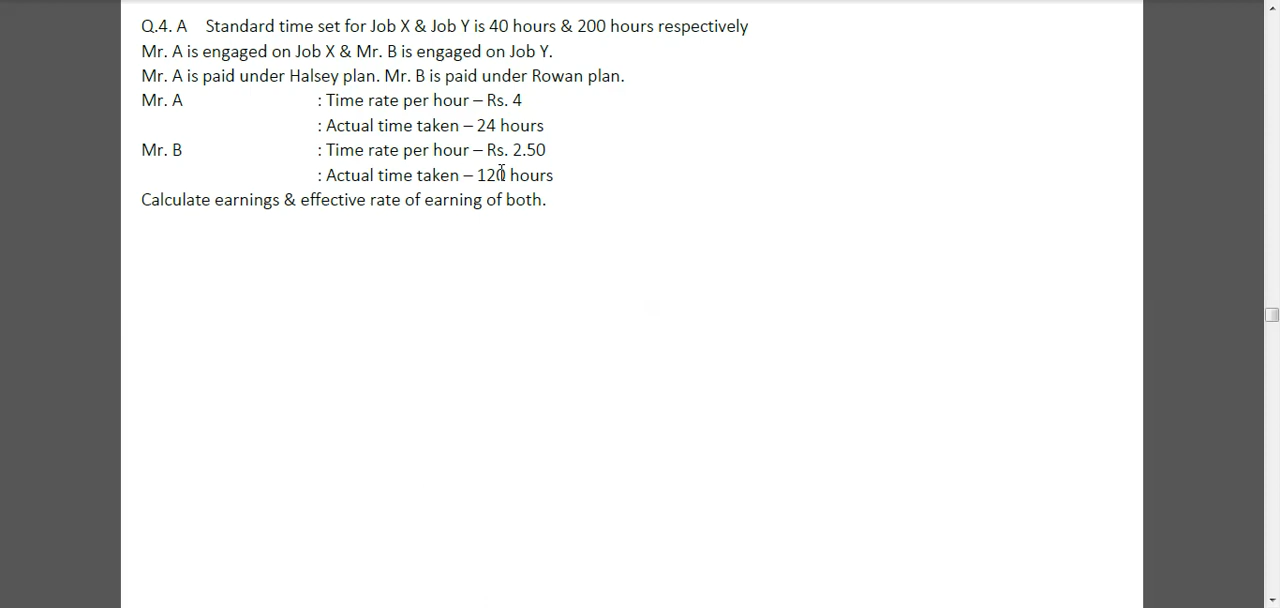 Q.4. A Standard time set for Job X & Job Y is 40 hours & 200 hours respectively
Mr. A is engaged on Job X & Mr. B is engaged on Job Y.
Mr. A is paid under Halsey plan. Mr. B is paid under Rowan plan.
Mr. A : Time rate per hour – Rs. 4
: Actual time taken – 24 hours
Mr. B : Time rate per hour – Rs. 2.50
: Actual time taken – 120 hours
Calculate earnings & effective rate of earning of both.